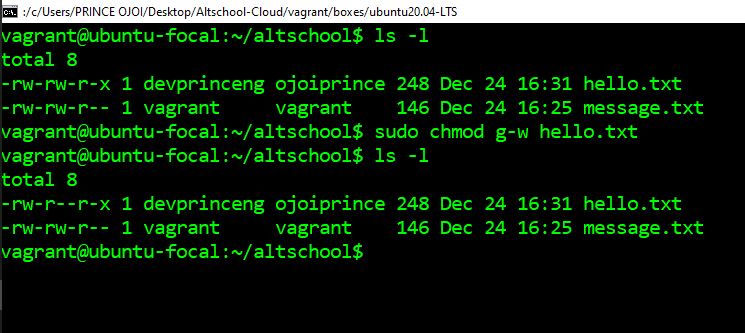 :/c/Users/PRINCE OJOI/Desktop/Altschool-Cloud/vagrant/boxes/ubuntu20.04-LTS
vagrant@ubuntu-focal:~/altschool$ ls -l
total 8
-rw-rw-r-x 1 devprinceng ojoiprince 248 Dec 24 16:31 hello.txt
-rw-rw-r-- 1 vagrant     vagrant    146 Dec 24 16:25 message.txt
vagrant@ubuntu-focal:~/altschool$ sudo chmod g-w hello.txt
vagrant@ubuntu-focal:~/altschool$ ls -l
total 8
-rw-r--r-x 1 devprinceng ojoiprince 248 Dec 24 16:31 hello.txt
-rw-rw-r-- 1 vagrant     vagrant    146 Dec 24 16:25 message.txt
vagrant@ubuntu-focal:~/altschool$